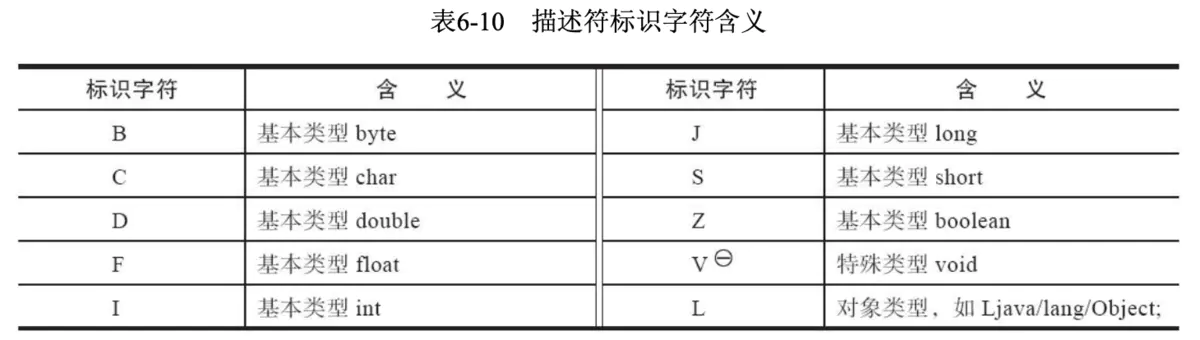 表6-10 描述符标识字符含义
标识字符 含 义 标识字符 含 义
B 基本类型 byte J 基本类型 long
C 基本类型 char S 基本类型 short
D 基本类型 double Z 基本类型 boolean
F 基本类型 float V⊖ 特殊类型 void
I 基本类型 int L 对象类型，如 Ljava/lang/Object;